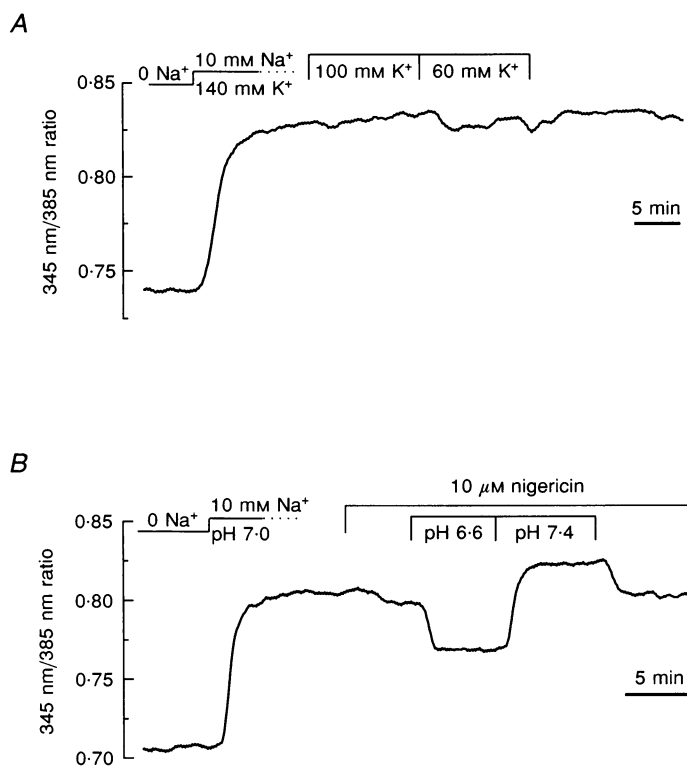 A
0 Na+
10 mM Na+
140 mM K+
100 mM K+
60 mM K+
0·85
0·80
0·75
345 nm/385 nm ratio
5 min
B
10 μM nigericin
0 Na+
10 mM Na+
pH 7·0
pH 6·6
pH 7·4
0·85
0·80
0·75
0·70
345 nm/385 nm ratio
5 min